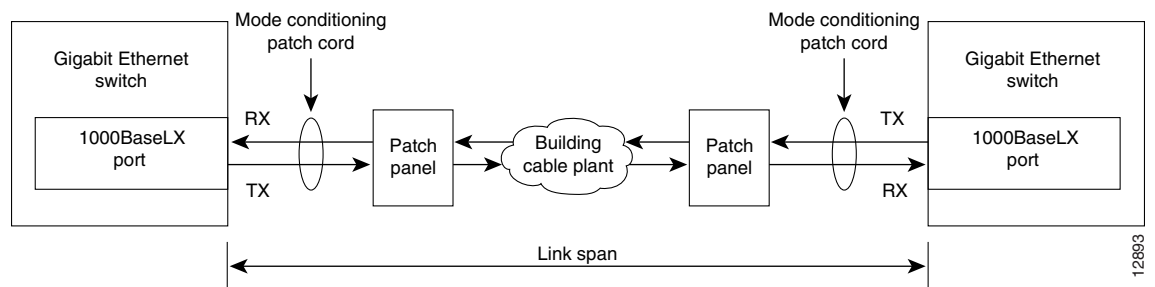 Mode conditioning
patch cord
Mode conditioning
patch cord
Gigabit Ethernet
switch
Gigabit Ethernet
switch
RX
TX
1000BaseLX
port
Patch
panel
Building
cable plant
Patch
panel
1000BaseLX
port
TX
RX
Link span
12893